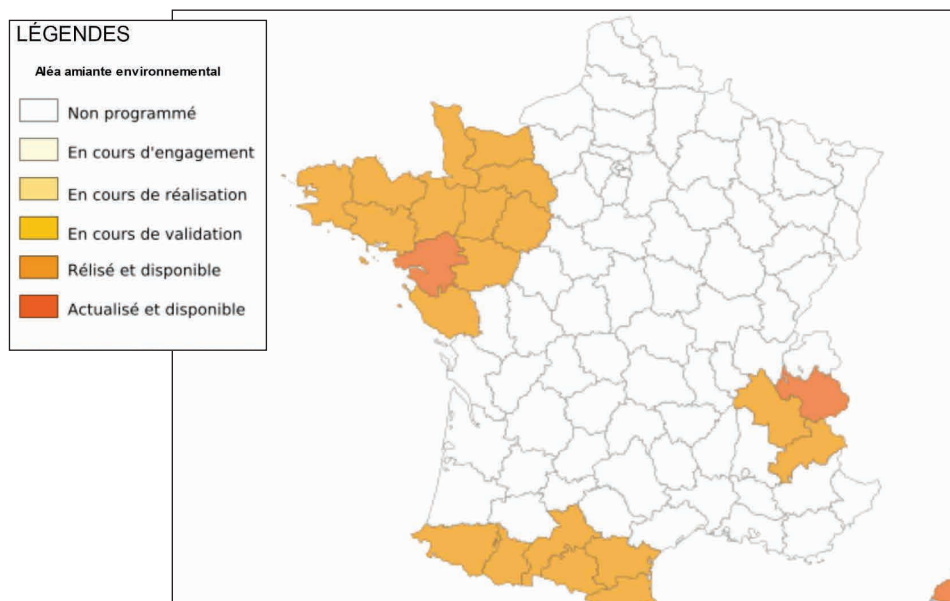 LÉGENDES
Aléa amiante environnemental
Non programmé
En cours d'engagement
En cours de réalisation
En cours de validation
Rélisé et disponible
Actualisé et disponible